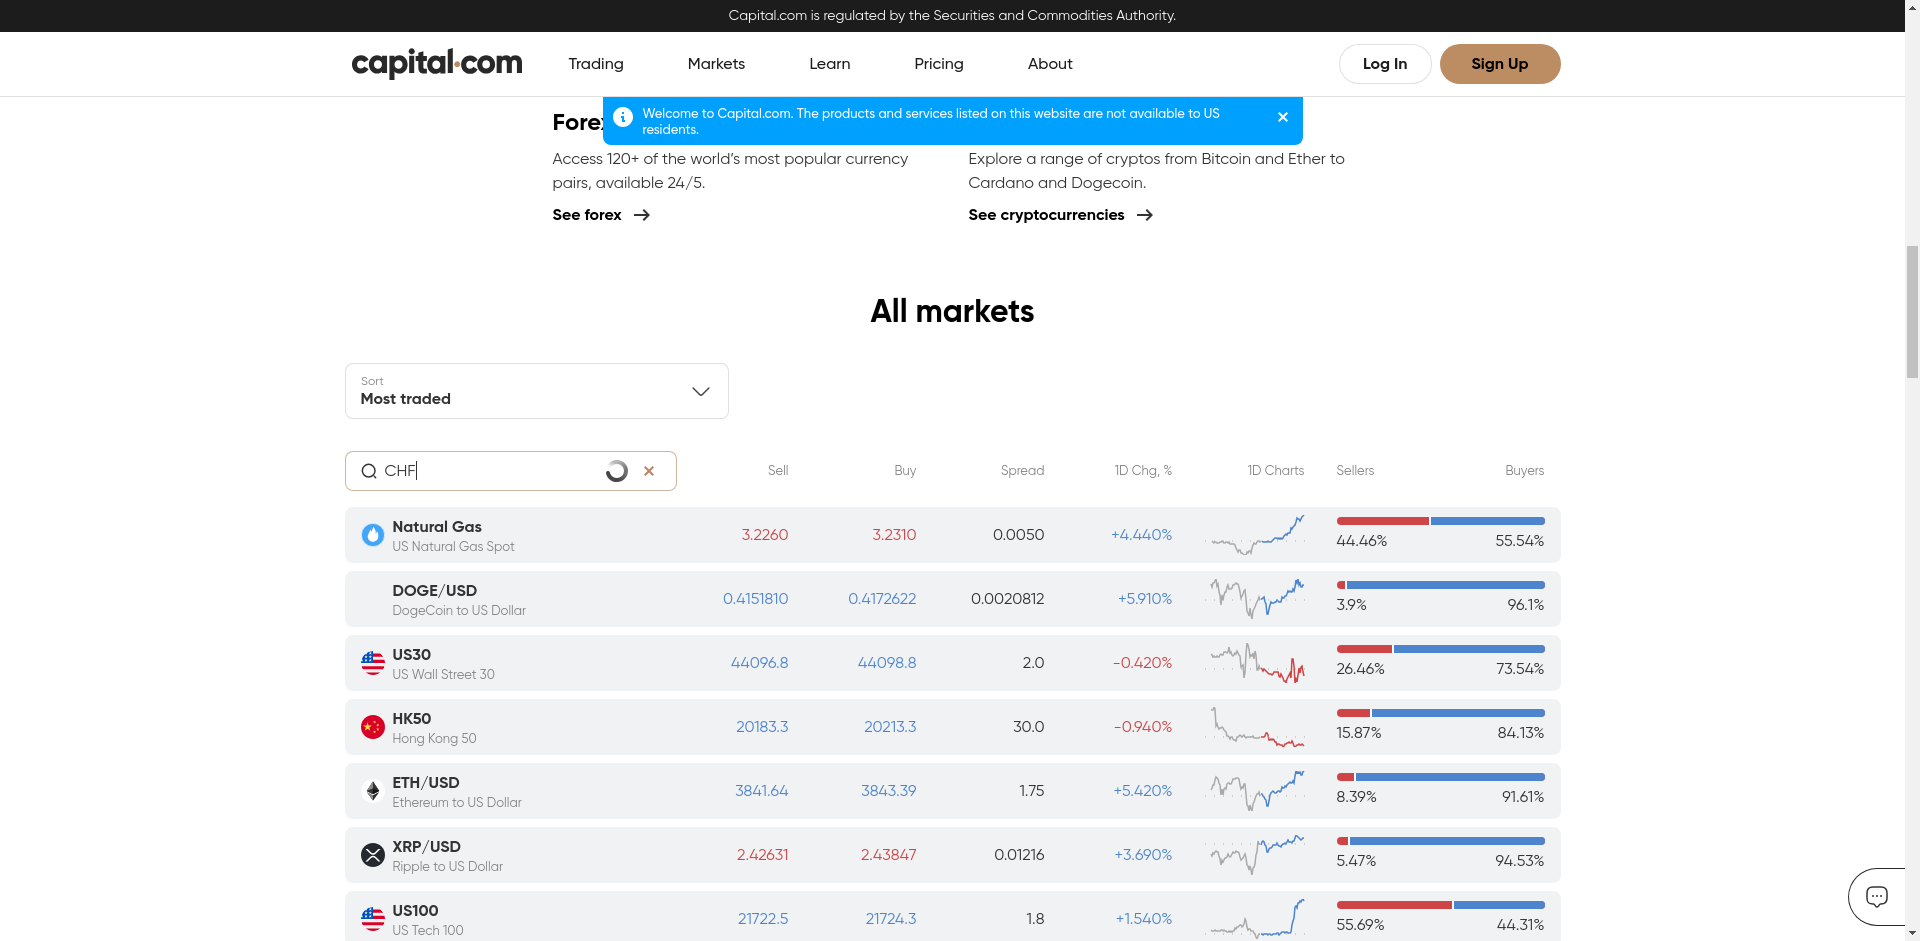 Capital.com is regulated by the Securities and Commodities Authority.
capital.com
Trading
Markets
Learn
Pricing
About
Log In
Sign Up
Welcome to Capital.com. The products and services listed on this website are not available to US
residents.
Access 120+ of the world's most popular currency
pairs, available 24/5.
See forex
Explore a range of cryptos from Bitcoin and Ether to
Cardano and Dogecoin.
See cryptocurrencies
All markets
Sort
Most traded
CHF
Sell
Buy
Spread
1D Chg, %
1D Charts
Sellers
Buyers
Natural Gas
US Natural Gas Spot
3.2260
3.2310
0.0050
+4.440%
44.46%
55.54%
DOGE/USD
DogeCoin to US Dollar
0.4151810
0.4172622
0.0020812
+5.910%
3.9%
96.1%
US30
US Wall Street 30
44096.8
44098.8
2.0
-0.420%
26.46%
73.54%
HK50
Hong Kong 50
20183.3
20213.3
30.0
-0.940%
15.87%
84.13%
ETH/USD
Ethereum to US Dollar
3841.64
3843.39
1.75
+5.420%
8.39%
91.61%
XRP/USD
Ripple to US Dollar
2.42631
2.43847
0.01216
+3.690%
5.47%
94.53%
US100
US Tech 100
21722.5
21724.3
1.8
+1.540%
55.69%
44.31%